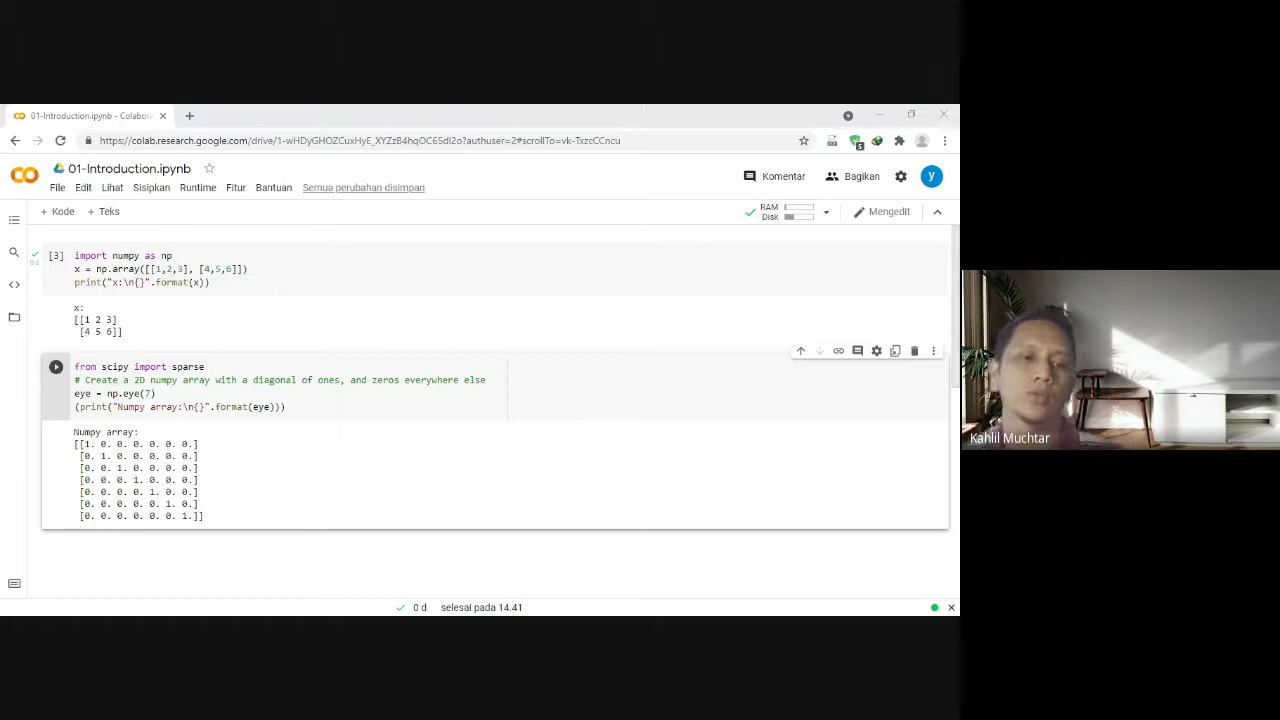 01-Introduction.ipynb - Colabora
https://colab.research.google.com/drive/1-wHDyGHOZCuxHyE_XYZzB4hqOC65dI2o?authuser=2#scrollTo=vk-TxzcCCncu
5
01-Introduction.ipynb
File Edit Lihat Sisipkan Runtime Fitur Bantuan Semua perubahan disimpan
Komentar Bagikan y
+ Kode + Teks
RAM
Disk
Mengedit
[3] import numpy as np
0 d
x = np.array([[1,2,3], [4,5,6]])
print("x:\n{}".format(x))
x:
[[1 2 3]
[4 5 6]]
from scipy import sparse
# Create a 2D numpy array with a diagonal of ones, and zeros everywhere else
eye = np.eye(7)
(print("Numpy array:\n{}".format(eye)))
Numpy array:
[[1. 0. 0. 0. 0. 0. 0.]
[0. 1. 0. 0. 0. 0. 0.]
[0. 0. 1. 0. 0. 0. 0.]
[0. 0. 0. 1. 0. 0. 0.]
[0. 0. 0. 0. 1. 0. 0.]
[0. 0. 0. 0. 0. 1. 0.]
[0. 0. 0. 0. 0. 0. 1.]]
0 d selesai pada 14.41
Kahlil Muchtar